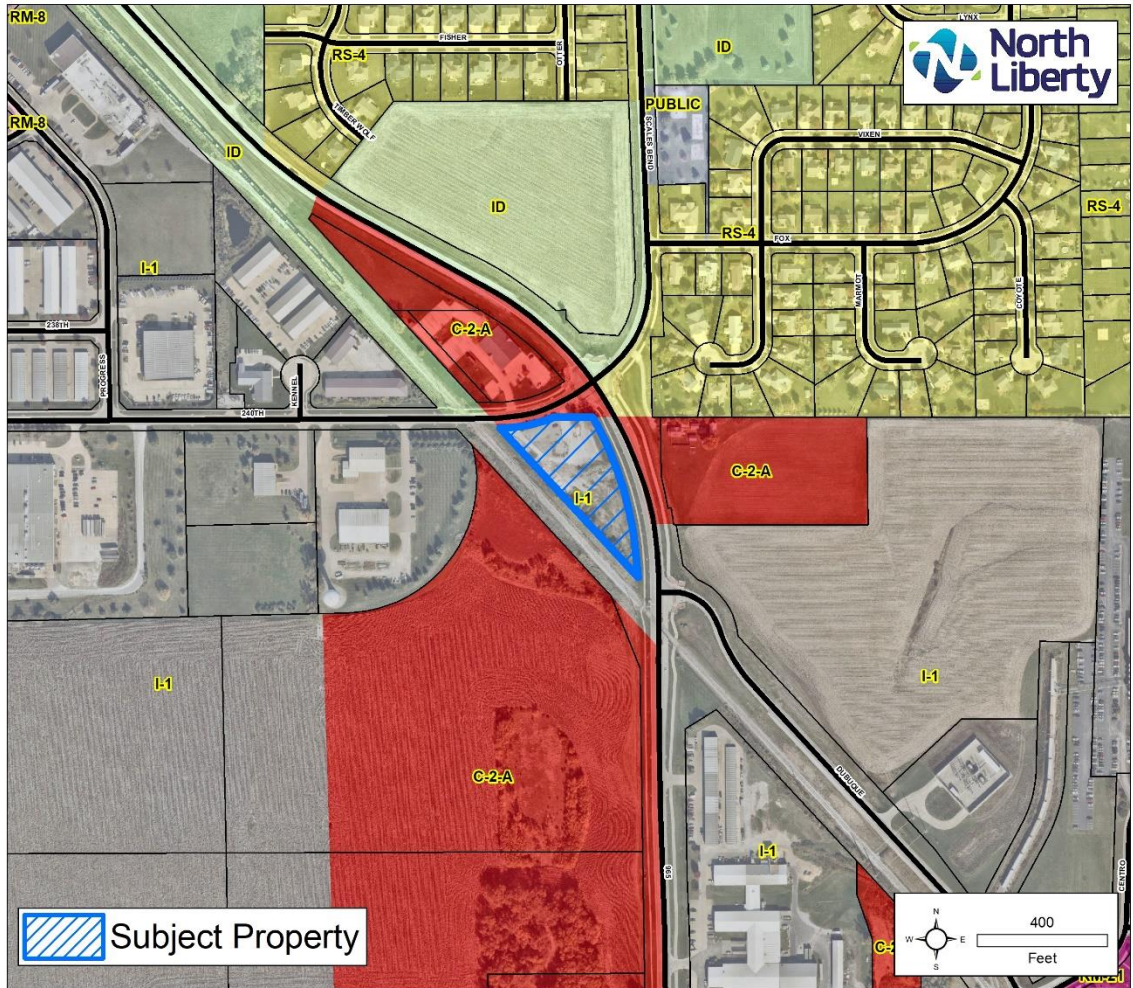 RM-8
FISHER
OTTER
RS-4
ID
LYNX
North
Liberty
TIMBER WOLF
SCALES BEND
PUBLIC
RM-8
VIXEN
ID
ID
RS-4
RS-4
FOX
MARMOT
COYOTE
I-1
238TH
PROGRESS
C-2-A
KENNEL
240TH
C-2-A
I-1
I-1
I-1
C-2-A
DUBUQUE
965
I-1
CENTRO
Subject Property
N
W
E
S
400
Feet
RM-21